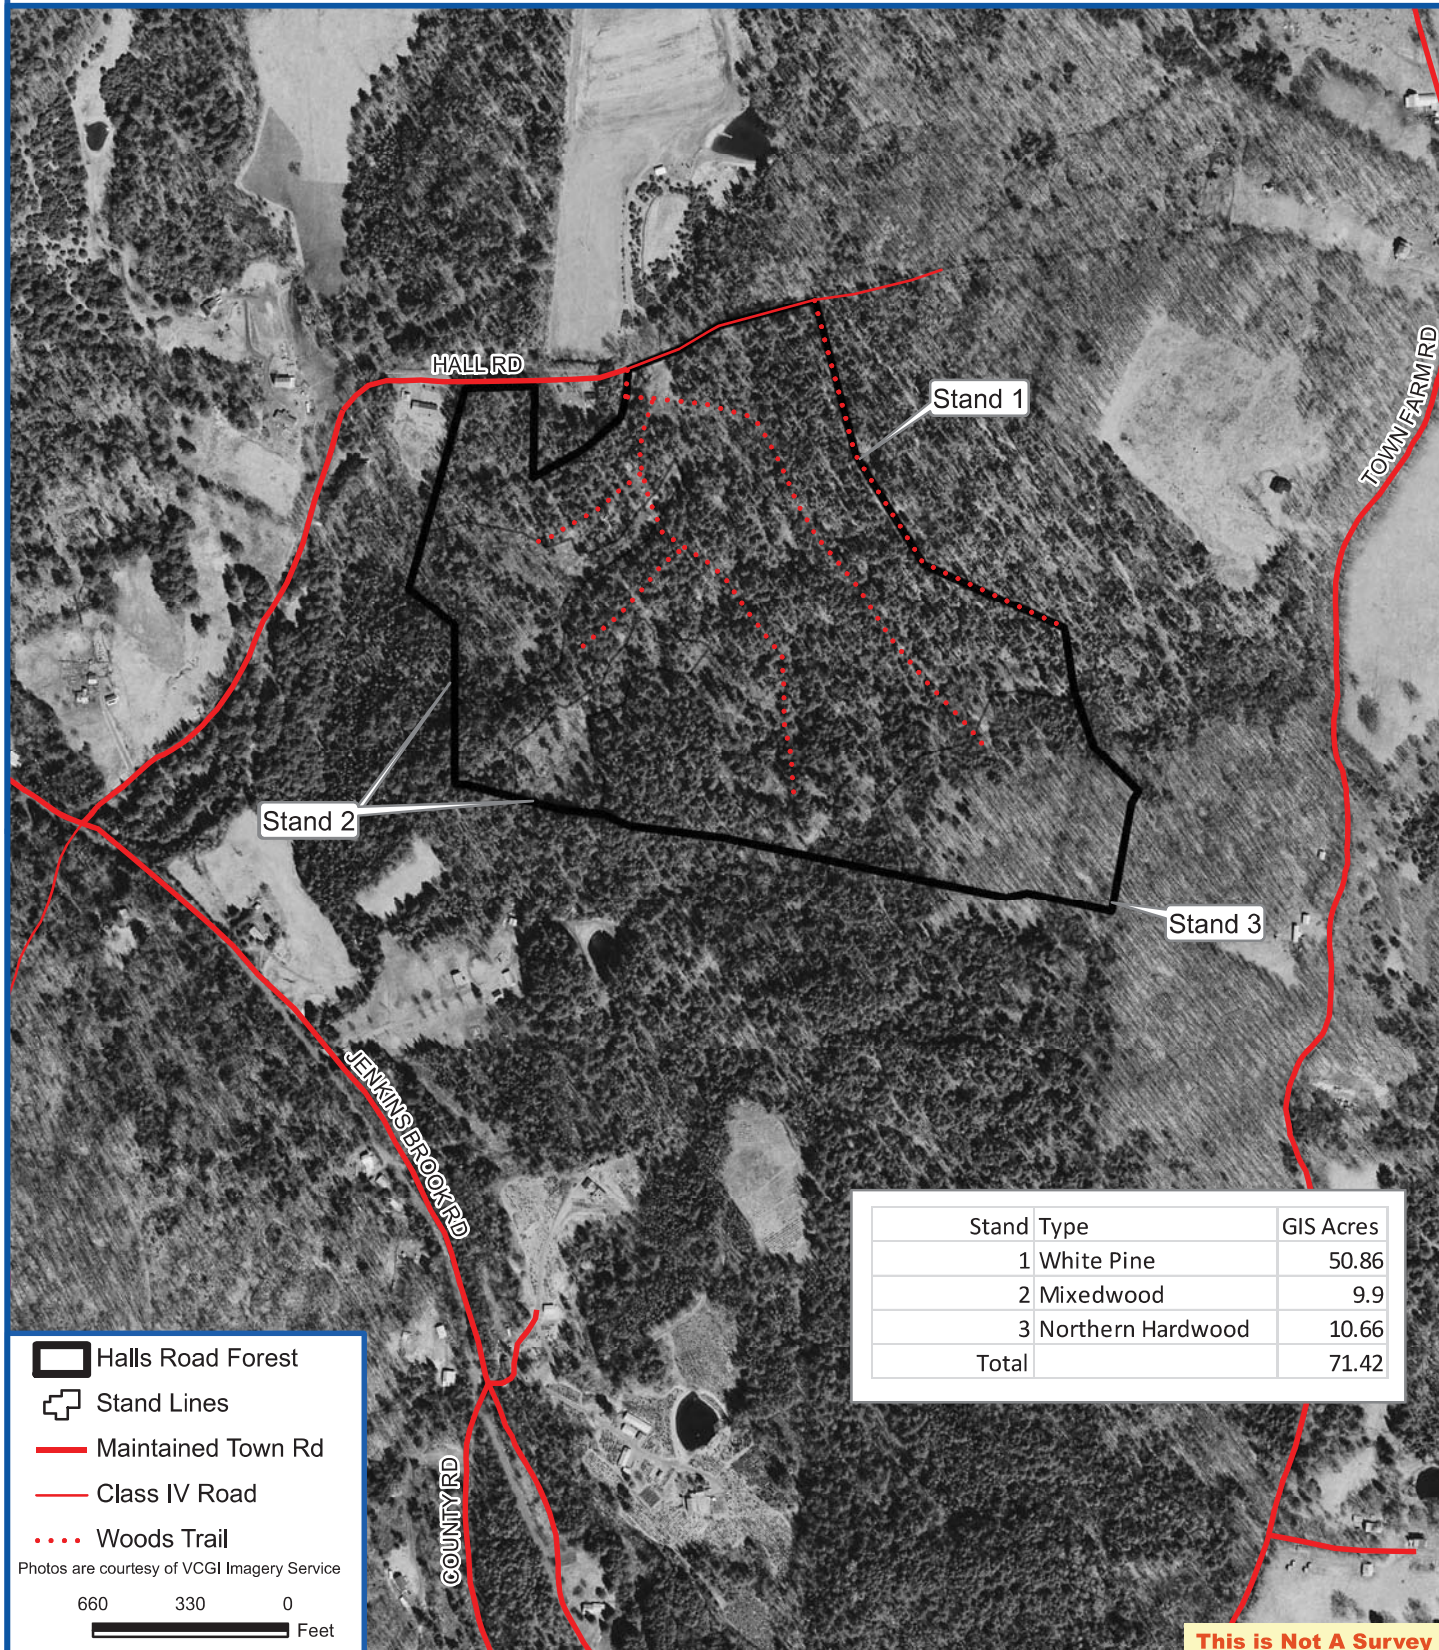 HALL RD
Stand 1
TOWN FARM RD
Stand 2
Stand 3
JENKINS BROOK RD
Stand Type GIS Acres
1 White Pine 50.86
2 Mixedwood 9.9
3 Northern Hardwood 10.66
Total 71.42
COUNTY RD
Halls Road Forest
Stand Lines
Maintained Town Rd
Class IV Road
Woods Trail
Photos are courtesy of VCGI Imagery Service
660 330 0
Feet
This is Not A Survey